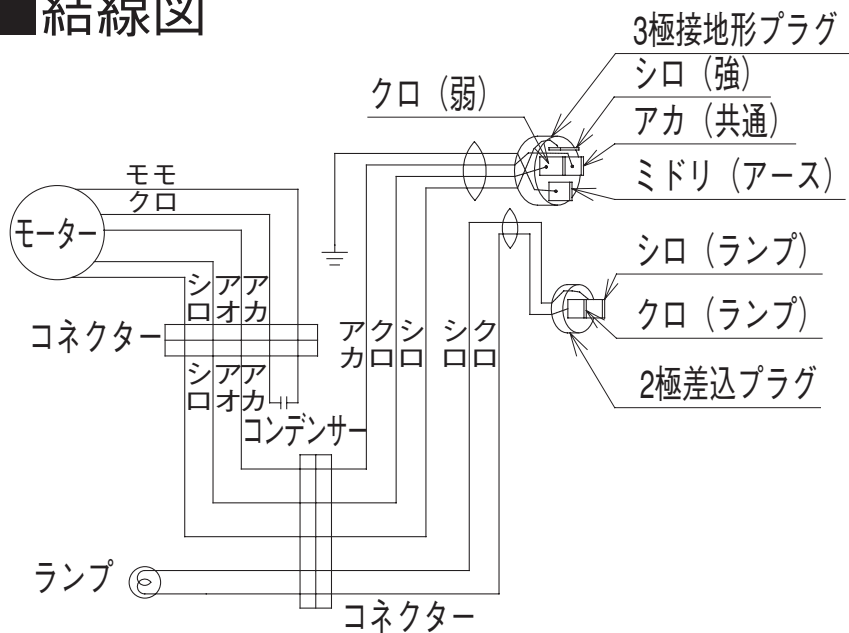 ■結線図
3極接地形プラグ
シロ（強）
クロ（弱）
アカ（共通）
ミドリ（アース）
モモ
クロ
モーター
シロ
アオ
アカ
コネクター
シロ
アオ
アカ
コンデンサー
アカ
クロ
シロ
シロ
クロ
シロ（ランプ）
クロ（ランプ）
2極差込プラグ
ランプ
コネクター